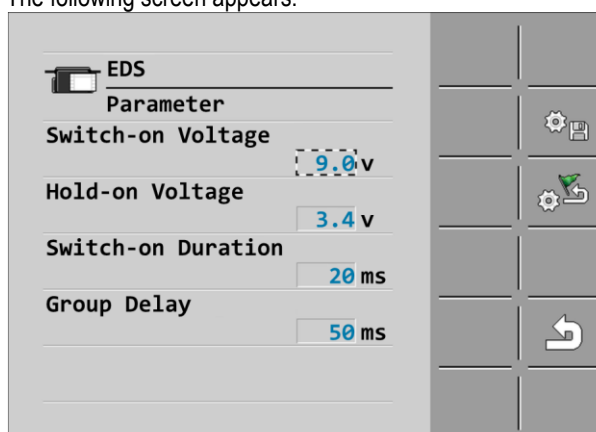 The following screen appears:
EDS
Parameter
Switch-on Voltage
9.0 v
Hold-on Voltage
3.4 v
Switch-on Duration
20 ms
Group Delay
50 ms